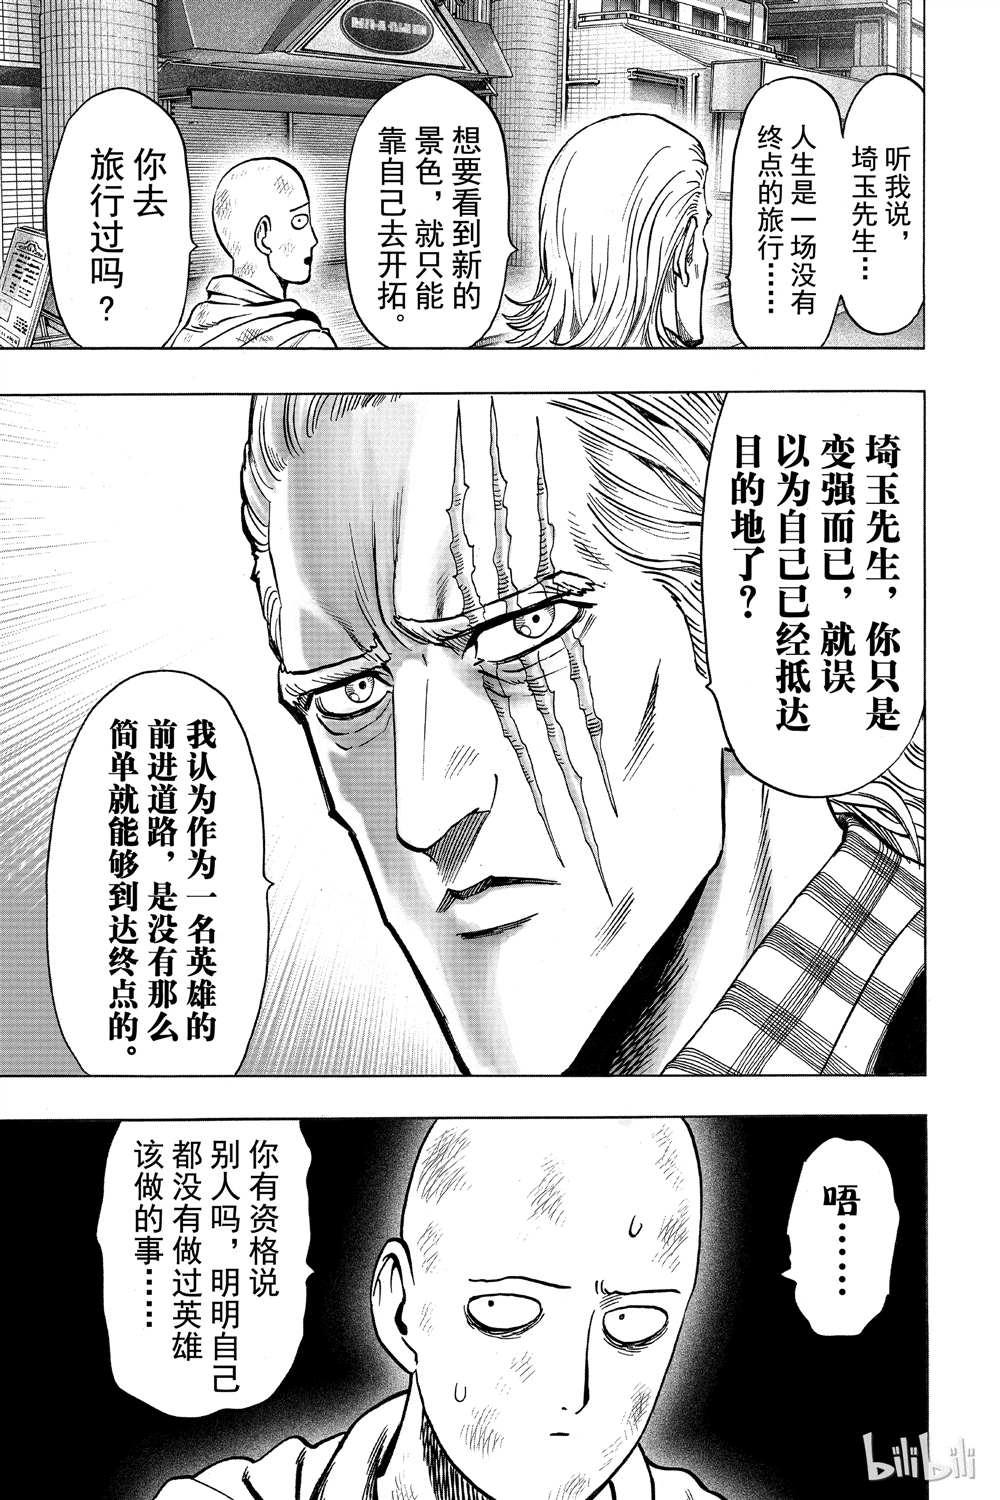 听我说，
埼玉先生…
人生是一场没有
终点的旅行……
想要看到新的
景色，就只能
靠自己去开拓。
你去
旅行过吗？
埼玉先生，你只是
变强而已，就误
以为自己已经抵达
目的地了？
我认为作为一名英雄的
前进道路，是没有那么
简单就能够到达终点的。
唔……
你有资格说
别人吗，明明自己
都没有做过英雄
该做的事……
bilibili